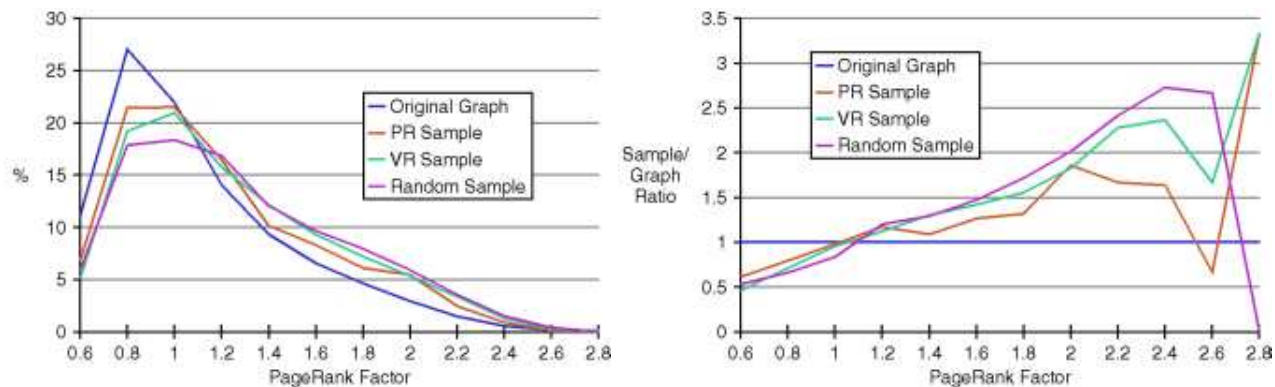 30
25
20
15
10
5
0
%
Original Graph
PR Sample
VR Sample
Random Sample
0.6 0.8 1 1.2 1.4 1.6 1.8 2 2.2 2.4 2.6 2.8
PageRank Factor
3.5
3
2.5
2
1.5
1
0.5
0
Sample/
Graph
Ratio
Original Graph
PR Sample
VR Sample
Random Sample
0.6 0.8 1 1.2 1.4 1.6 1.8 2 2.2 2.4 2.6 2.8
PageRank Factor